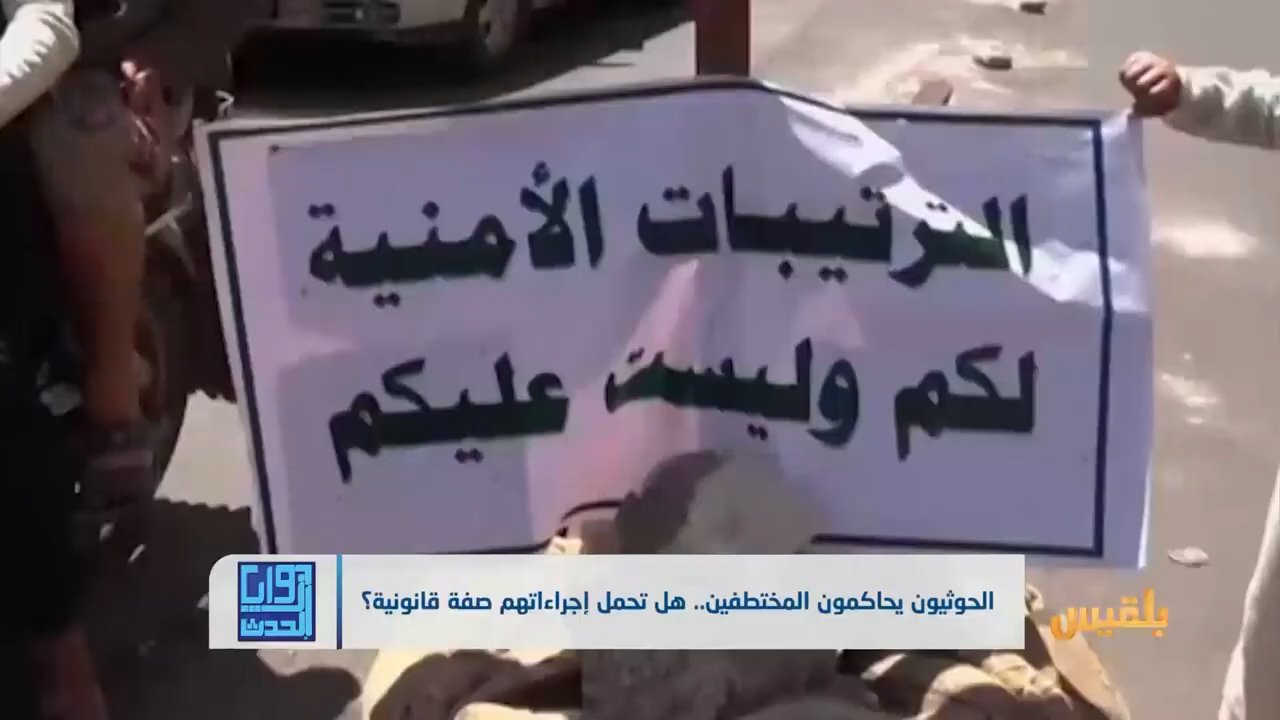 الترتيبات الأمنية
لكم وليست عليكم
الحوثيون يحاكمون المختطفين.. هل تحمل إجراءاتهم صفة قانونية؟
زوايا الحدث
بلقيس